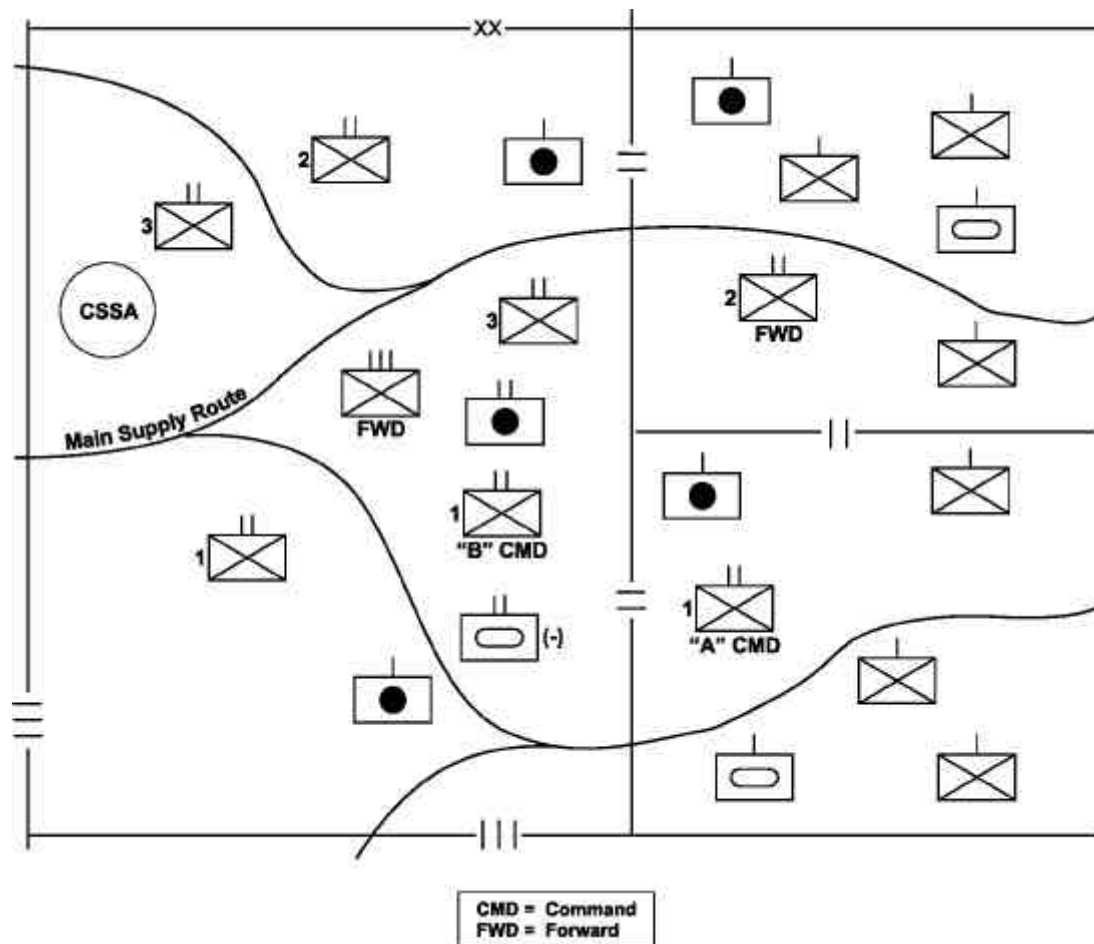 XX
2
3
CSSA
3
2
FWD
FWD
Main Supply Route
1
"B" CMD
1
1
"A" CMD
(-)
CMD = Command
FWD = Forward